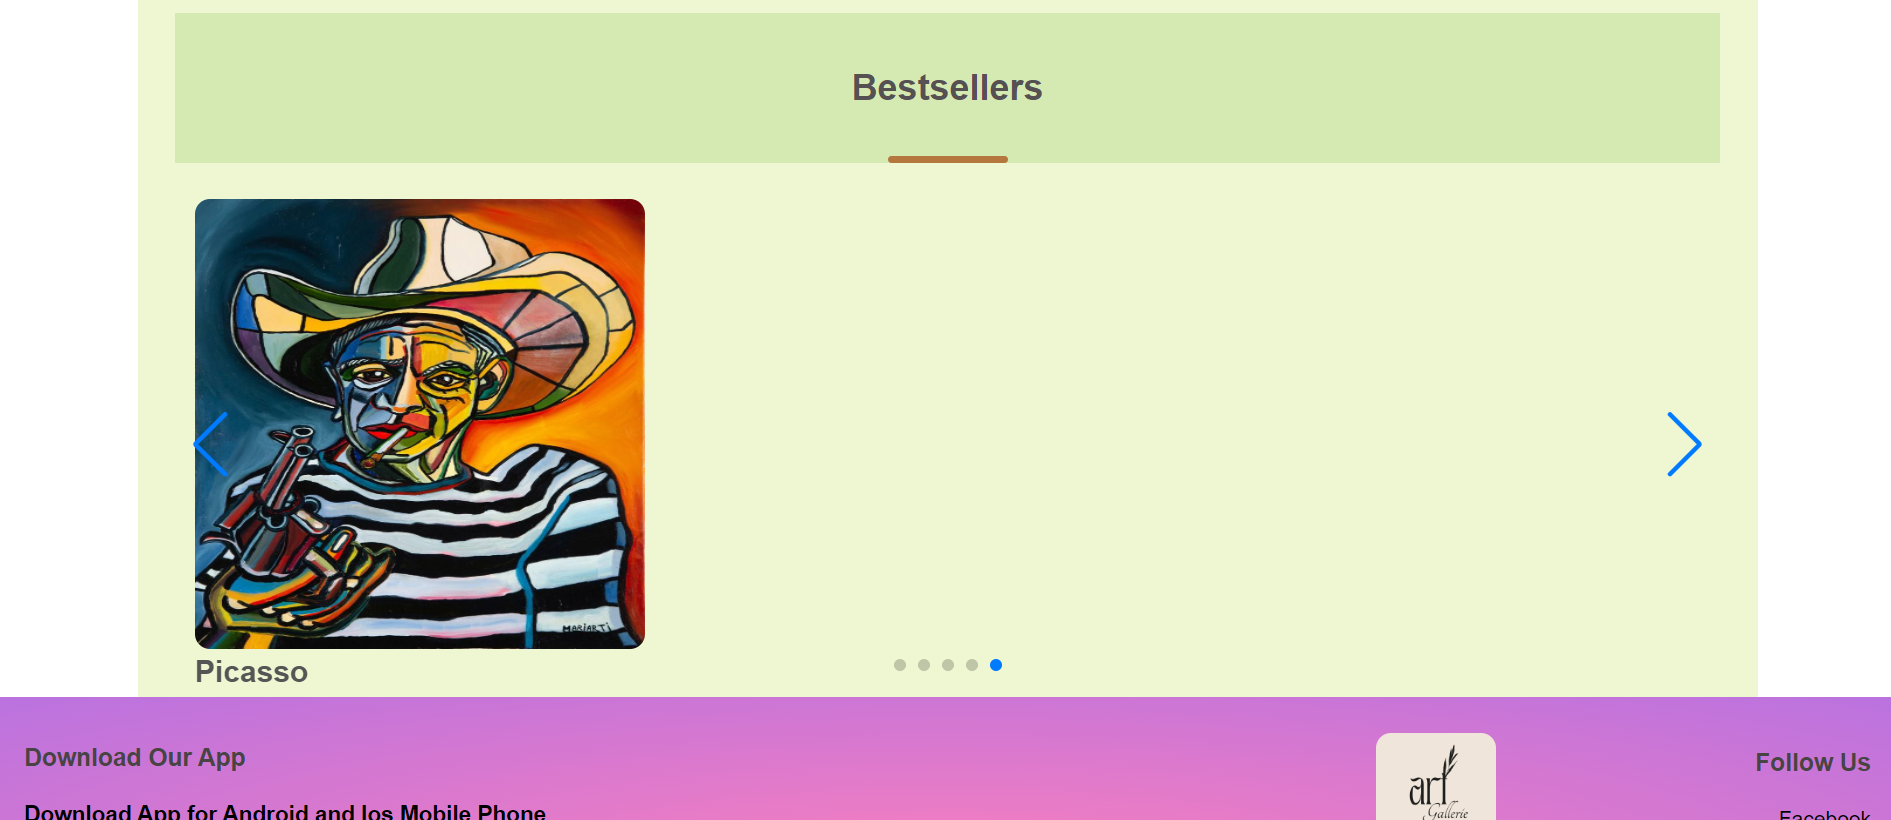 Bestsellers
MARIARTI
Picasso
Download Our App
Download App for Android and Ios Mobile Phone
art
Gallerie
Follow Us
Facebook